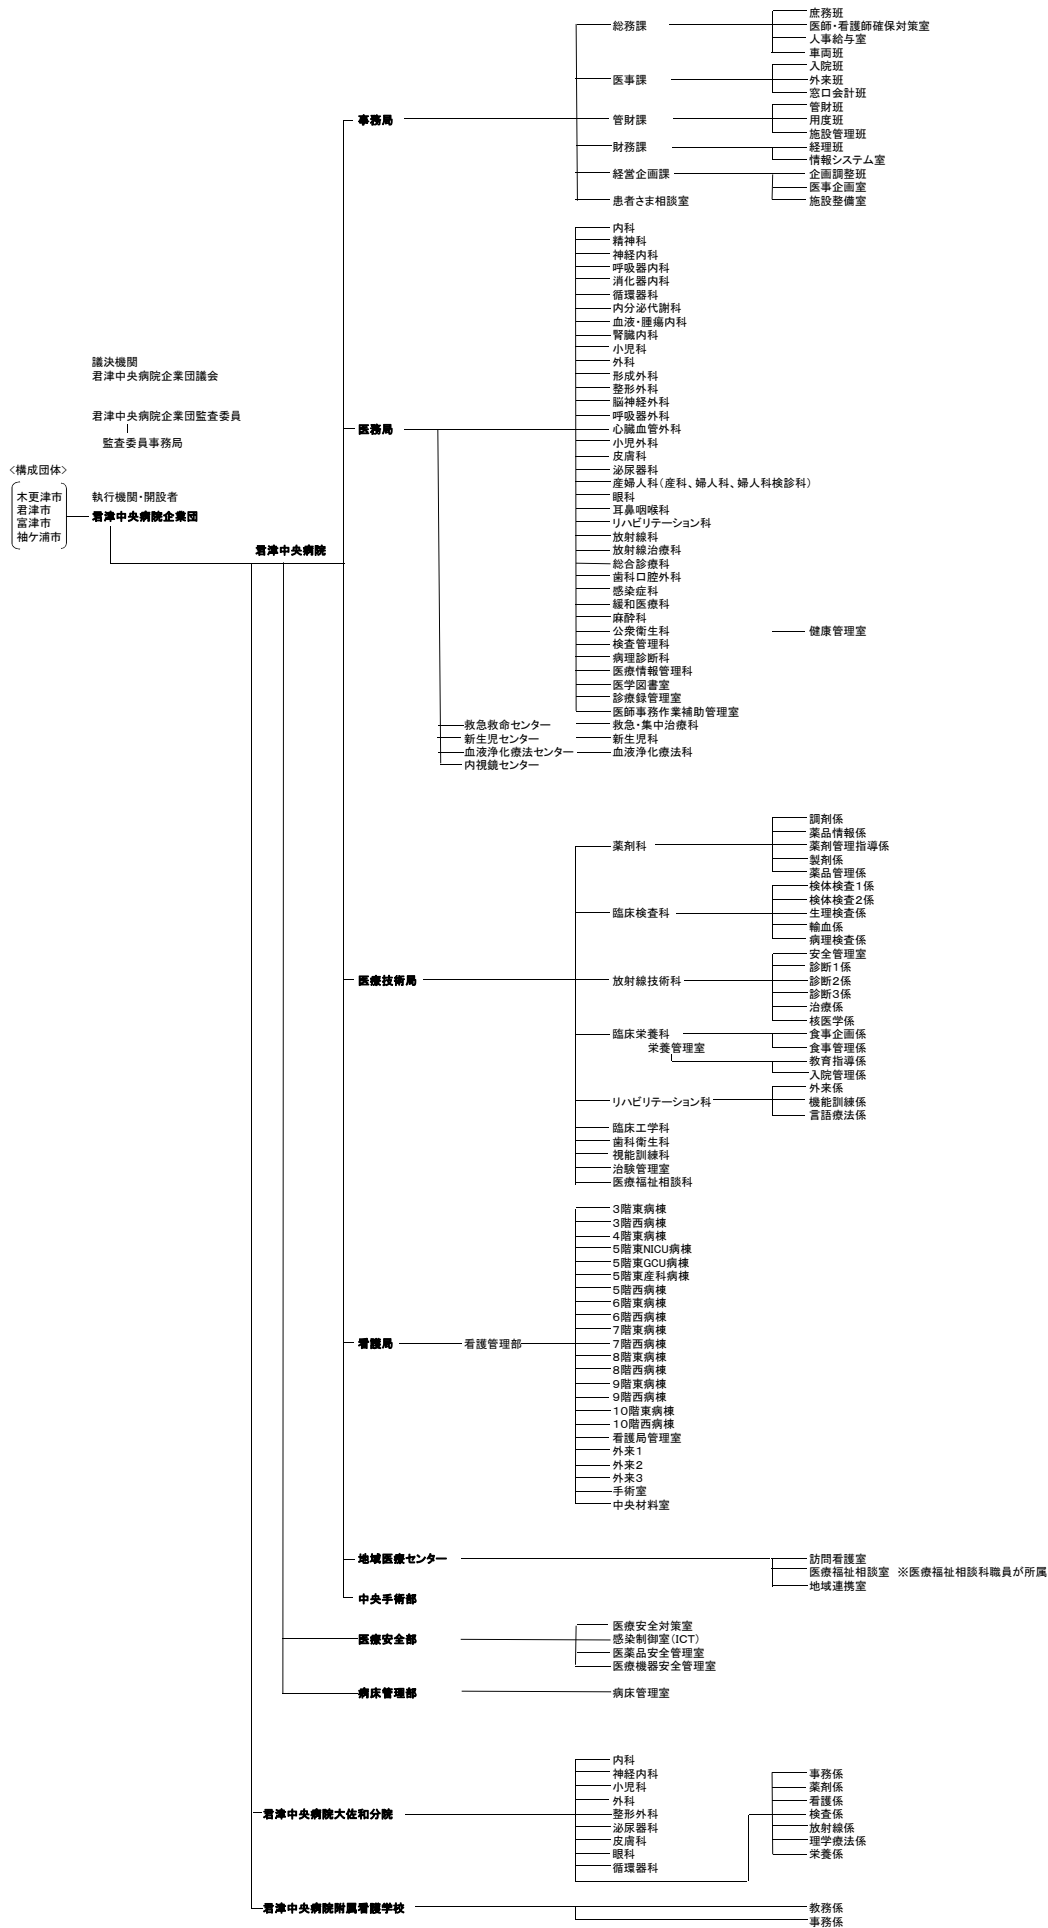 議決機関
君津中央病院企業団議会
君津中央病院企業団監査委員
監査委員事務局
<構成団体>
木更津市
君津市
富津市
袖ケ浦市
執行機関・開設者
君津中央病院企業団
君津中央病院
事務局
総務課
庶務班
医師・看護師確保対策室
人事給与室
車両班
医事課
入院班
外来班
窓口会計班
管財課
管財班
用度班
施設管理班
財務課
経理班
情報システム室
経営企画課
企画調整班
医事企画室
施設整備室
患者さま相談室
医務局
内科
精神科
神経内科
呼吸器内科
消化器内科
循環器科
内分泌代謝科
血液・腫瘍内科
腎臓内科
小児科
外科
形成外科
整形外科
脳神経外科
呼吸器外科
心臓血管外科
小児外科
皮膚科
泌尿器科
産婦人科(産科、婦人科、婦人科検診科)
眼科
耳鼻咽喉科
リハビリテーション科
放射線科
放射線治療科
総合診療科
歯科口腔外科
感染症科
緩和医療科
麻酔科
公衆衛生科
健康管理室
検査管理科
病理診断科
医療情報管理科
医学図書室
診療録管理室
医師事務作業補助管理室
救急救命センター
救急・集中治療科
新生児センター
新生児科
血液浄化療法センター
血液浄化療法科
内視鏡センター
医療技術局
薬剤科
調剤係
薬品情報係
薬剤管理指導係
製剤係
薬品管理係
臨床検査科
検体検査1係
検体検査2係
生理検査係
輸血係
病理検査係
放射線技術科
安全管理室
診断1係
診断2係
診断3係
治療係
核医学係
臨床栄養科
食事企画係
食事管理係
栄養管理室
教育指導係
入院管理係
リハビリテーション科
外来係
機能訓練係
言語療法係
臨床工学科
歯科衛生科
視能訓練科
治験管理室
医療福祉相談科
看護局
看護管理部
3階東病棟
3階西病棟
4階東病棟
5階東NICU病棟
5階東GCU病棟
5階東産科病棟
5階西病棟
6階東病棟
6階西病棟
7階東病棟
7階西病棟
8階東病棟
8階西病棟
9階東病棟
9階西病棟
10階東病棟
10階西病棟
看護局管理室
外来1
外来2
外来3
手術室
中央材料室
地域医療センター
訪問看護室
医療福祉相談室 ※医療福祉相談科職員が所属
地域連携室
中央手術部
医療安全部
医療安全対策室
感染制御室(ICT)
医薬品安全管理室
医療機器安全管理室
病床管理部
病床管理室
君津中央病院大佐和分院
内科
神経内科
小児科
外科
整形外科
泌尿器科
皮膚科
眼科
循環器科
事務係
薬剤係
看護係
検査係
放射線係
理学療法係
栄養係
君津中央病院附属看護学校
教務係
事務係